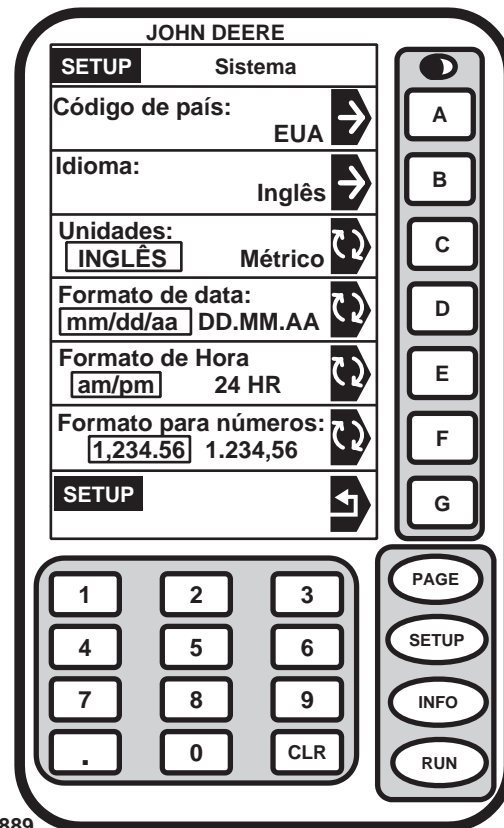 JOHN DEERE
SETUP Sistema
Código de país:
EUA
Idioma:
Inglês
Unidades:
INGLÊS Métrico
Formato de data:
mm/dd/aa DD.MM.AA
Formato de Hora
am/pm 24 HR
Formato para números:
1,234.56 1.234,56
SETUP
A
B
C
D
E
F
G
1 2 3
4 5 6
7 8 9
. 0 CLR
PAGE
SETUP
INFO
RUN